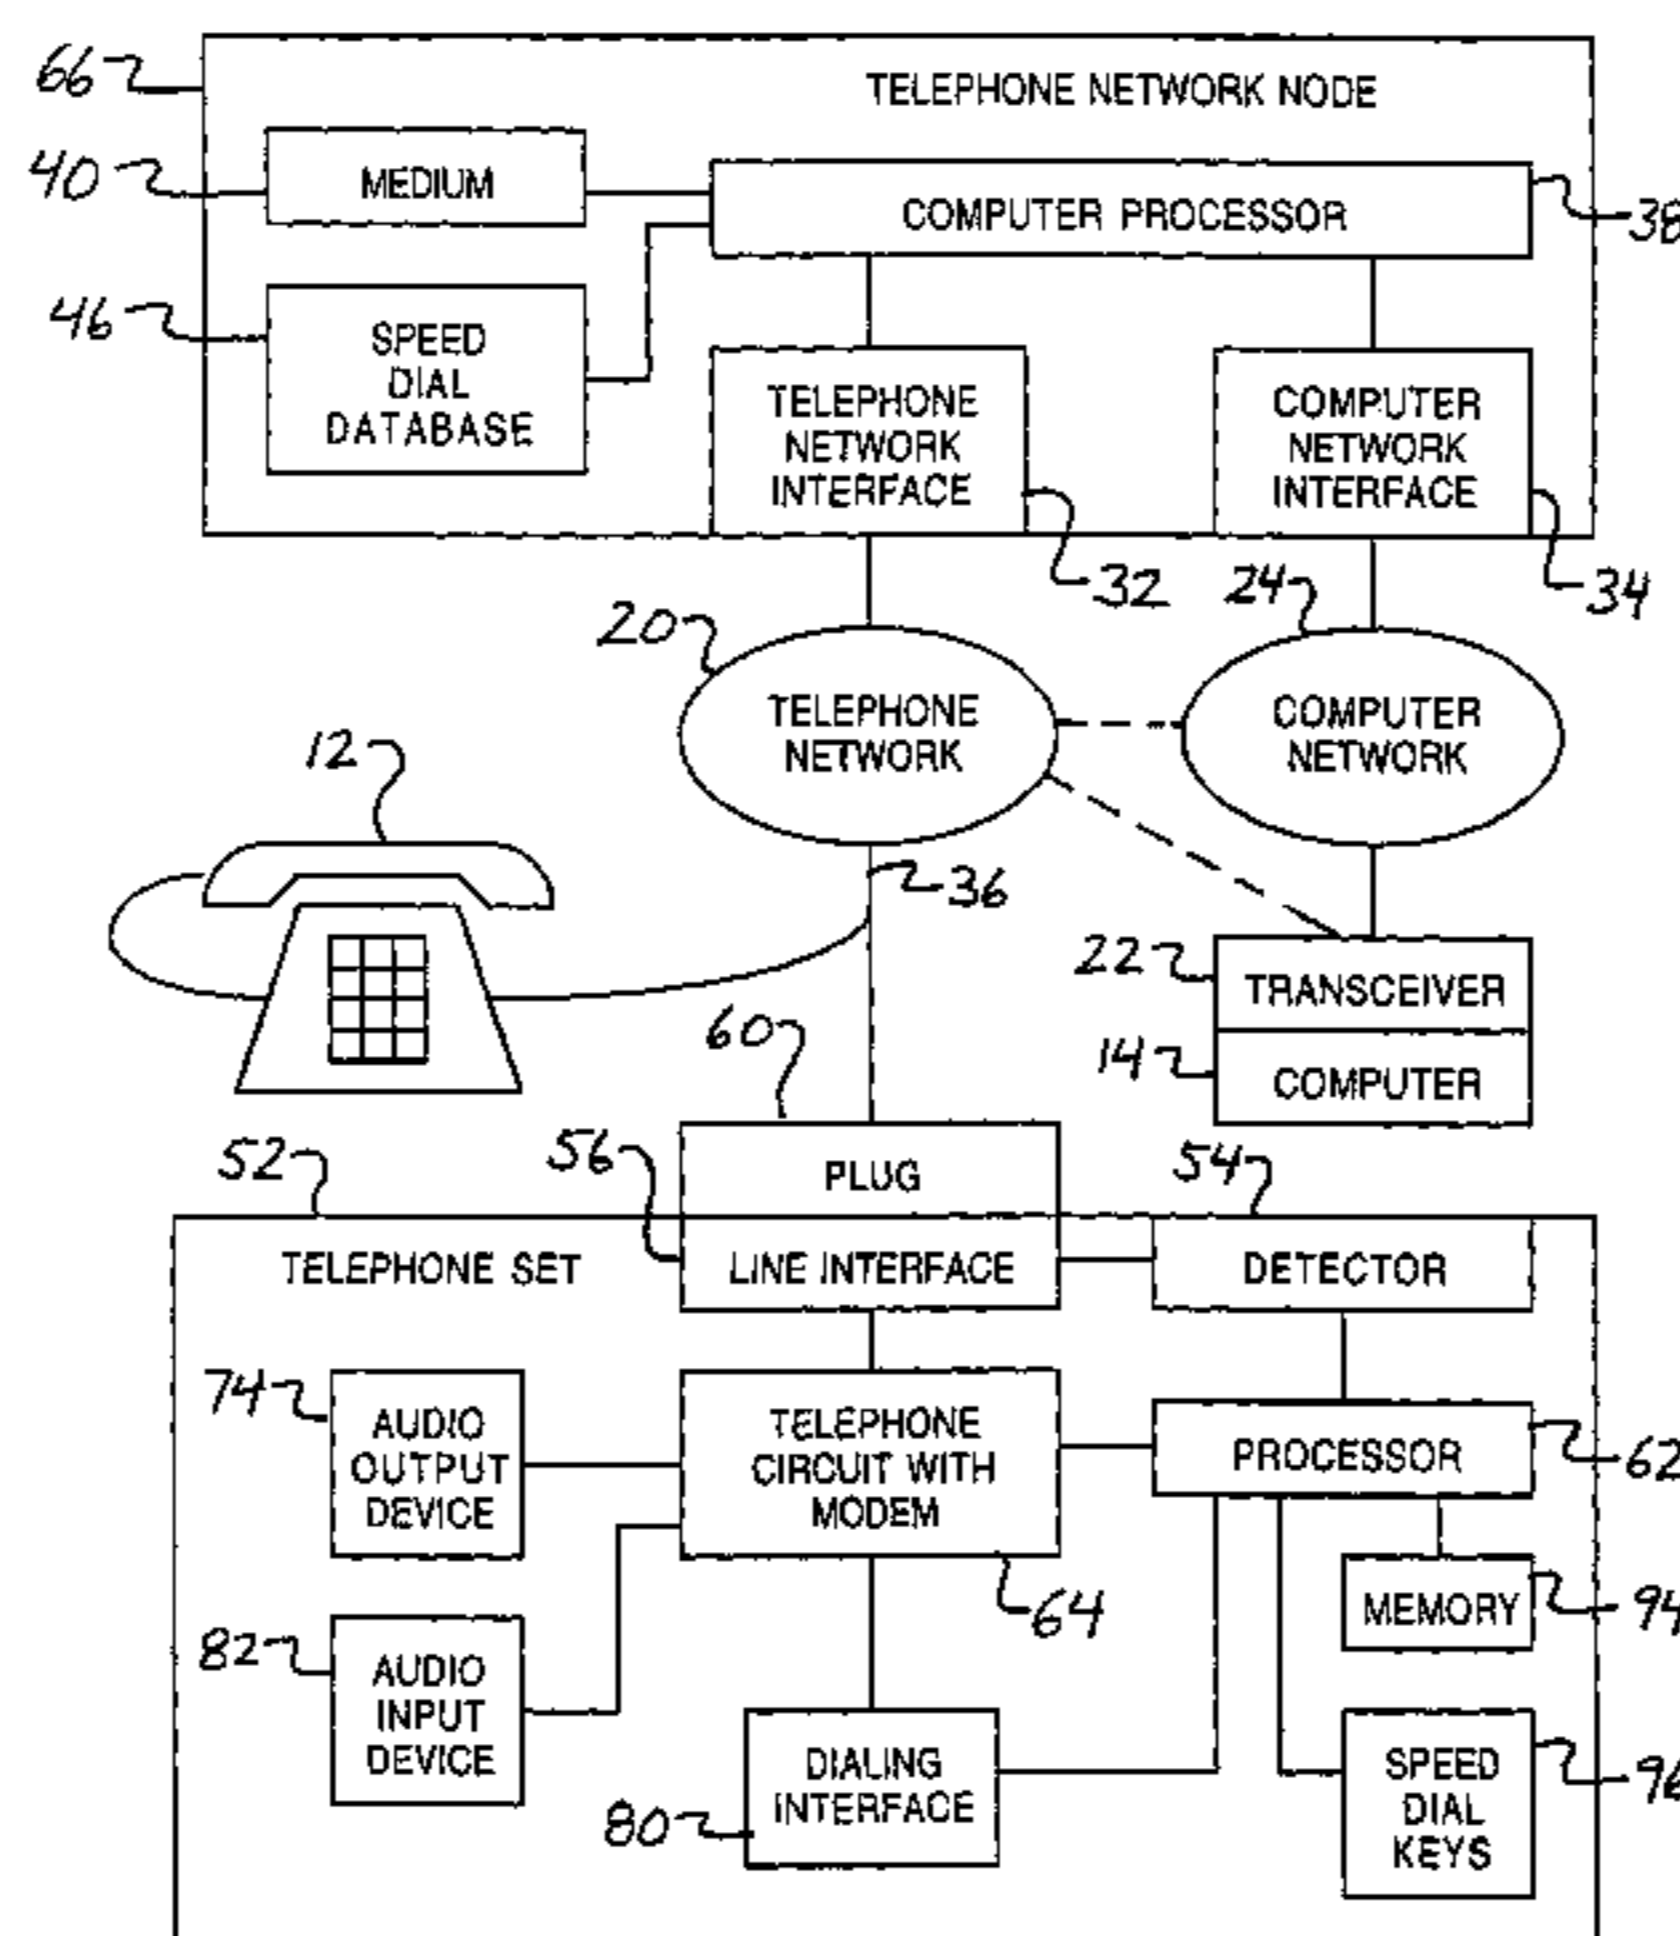 66
TELEPHONE NETWORK NODE
40
MEDIUM
COMPUTER PROCESSOR
38
46
SPEED
DIAL
DATABASE
TELEPHONE
NETWORK
INTERFACE
COMPUTER
NETWORK
INTERFACE
32
34
20
24
TELEPHONE
NETWORK
COMPUTER
NETWORK
12
36
22
TRANSCEIVER
14
COMPUTER
60
PLUG
52
56
54
TELEPHONE SET
LINE INTERFACE
DETECTOR
74
AUDIO
OUTPUT
DEVICE
TELEPHONE
CIRCUIT WITH
MODEM
PROCESSOR
62
64
MEMORY
94
82
AUDIO
INPUT
DEVICE
DIALING
INTERFACE
80
SPEED
DIAL
KEYS
96